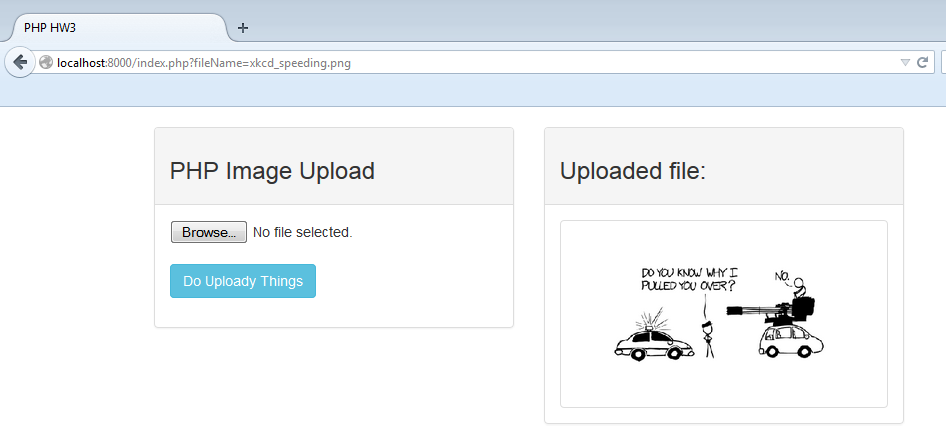 PHP HW3
localhost:8000/index.php?fileName=xkcd_speeding.png
PHP Image Upload
Browse... No file selected.
Do Uploady Things
Uploaded file:
DO YOU KNOW WHY I
PULLED YOU OVER?
NO.